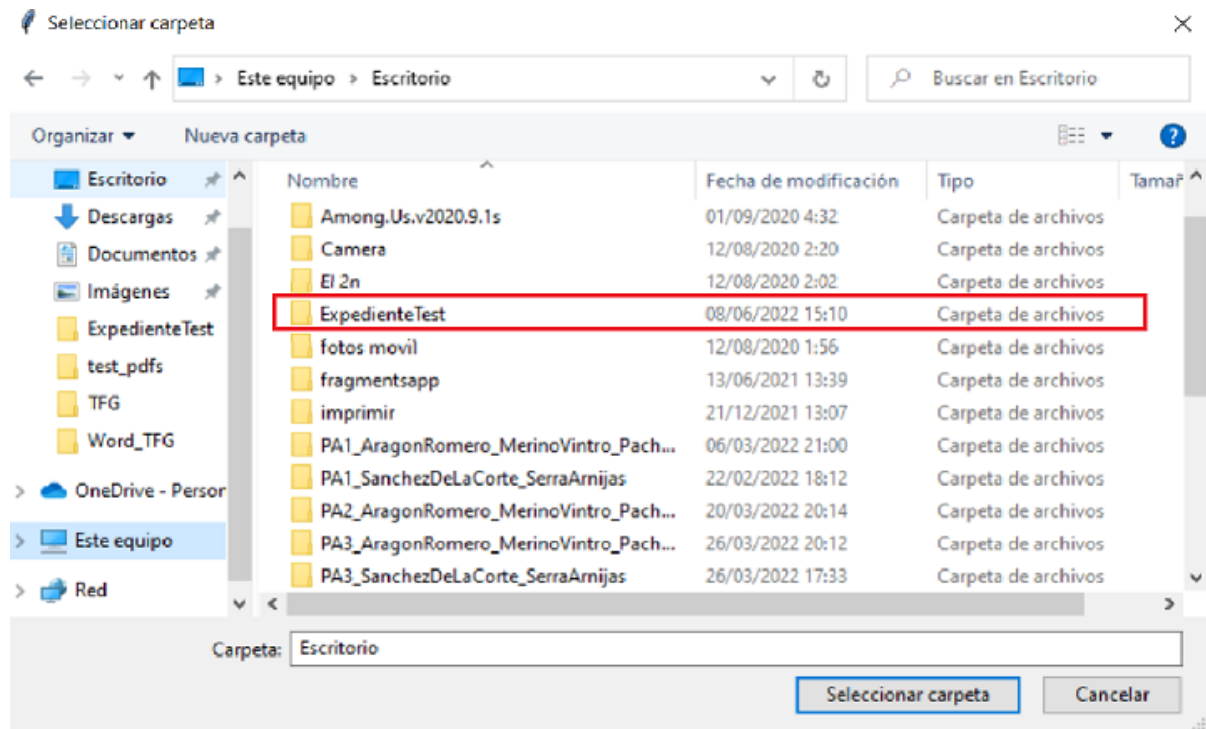 Seleccionar carpeta
Este equipo Escritorio Buscar en Escritorio
Organizar Nueva carpeta
Escritorio
Descargas
Documentos
Imágenes
ExpedienteTest
test_pdfs
TFG
Word_TFG
OneDrive - Person
Este equipo
Red
Nombre Fecha de modificación Tipo Tamañ
Among.Us.v2020.9.1s 01/09/2020 4:32 Carpeta de archivos
Camera 12/08/2020 2:20 Carpeta de archivos
El 2n 12/08/2020 2:02 Carpeta de archivos
ExpedienteTest 08/06/2022 15:10 Carpeta de archivos
fotos movil 12/08/2020 1:56 Carpeta de archivos
fragmentsapp 13/06/2021 13:39 Carpeta de archivos
imprimir 21/12/2021 13:07 Carpeta de archivos
PA1_AragonRomero_MerinoVintro_Pach... 06/03/2022 21:00 Carpeta de archivos
PA1_SanchezDeLaCorte_SerraArnijas 22/02/2022 18:12 Carpeta de archivos
PA2_AragonRomero_MerinoVintro_Pach... 20/03/2022 20:14 Carpeta de archivos
PA3_AragonRomero_MerinoVintro_Pach... 26/03/2022 20:12 Carpeta de archivos
PA3_SanchezDeLaCorte_SerraArnijas 26/03/2022 17:33 Carpeta de archivos
Carpeta: Escritorio
Seleccionar carpeta Cancelar